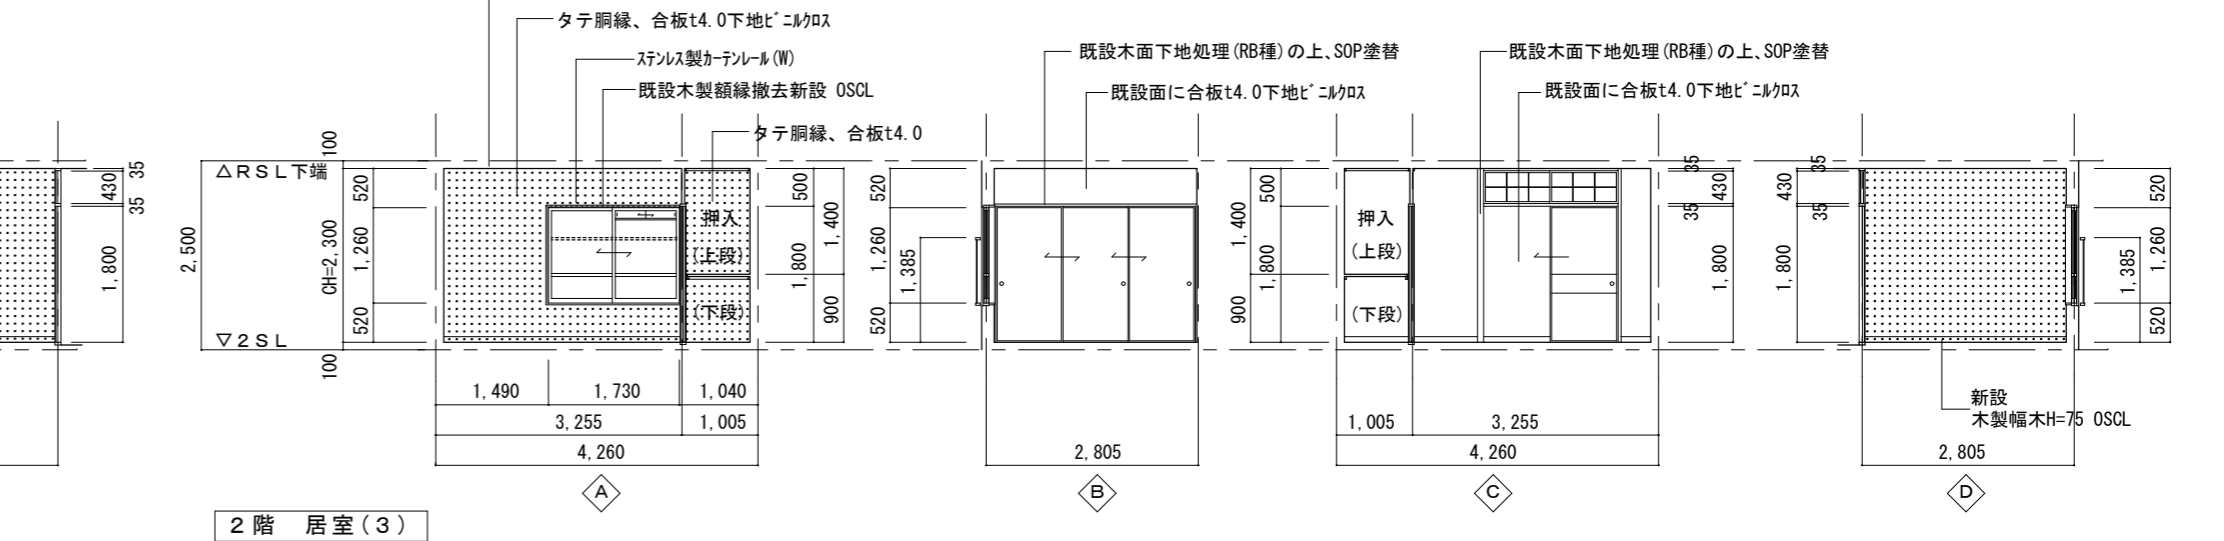 タテ胴縁、合板t4.0下地ﾋﾞﾆﾙｸﾛｽ
ｽﾃﾝﾚｽ製ｶｰﾃﾝﾚｰﾙ(W)
既設木製額縁撤去新設 OSCL
タテ胴縁、合板t4.0
既設木面下地処理(RB種)の上、SOP塗替
既設面に合板t4.0下地ﾋﾞﾆﾙｸﾛｽ
既設木面下地処理(RB種)の上、SOP塗替
既設面に合板t4.0下地ﾋﾞﾆﾙｸﾛｽ
35
430
35
1,800
△RSL下端
▽2SL
2,500
100
CH=2,300
100
520
1,260
520
押入
(上段)
(下段)
500
1,800
1,400
900
1,490
1,730
1,040
3,255
1,005
4,260
A
520
1,260
520
1,385
2,805
B
500
1,400
1,800
900
押入
(上段)
(下段)
35
430
35
1,800
1,005
3,255
4,260
C
35
430
35
1,800
520
1,260
1,385
520
新設
木製幅木H=75 OSCL
2,805
D
2階 居室(3)